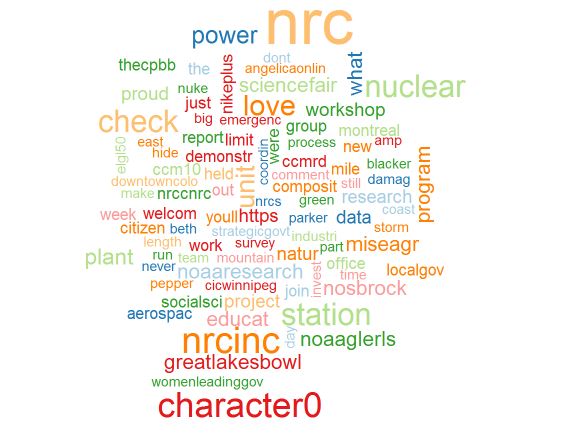 nrc
power
dont
thecpbb
the
angelicaonlin
what
nikeplus
nuke
sciencefair
nuclear
proud
just
love
workshop
big
emergenc
check
group
montreal
were
east
report
limit
process
new
amp
elgl50
hide
demonstr
coordin
ccmrd
mile
blacker
ccm10
held
unit
comment
still
damag
program
downtowncolo
composit
make
nrccnrc
out
nrcs
green
research
coast
week
welcom
youll
https
parker
data
storm
citizen
beth
strategicgovt
industri
miseagr
length
work
survey
natur
part
plant
run
team
mountain
office
never
noaaresearch
invest
time
localgov
pepper
cicwinnipeg
join
nosbrock
socialsci
project
station
aerospac
educat
day
nrcinc
noaaglerls
greatlakesbowl
womenleadinggov
character0